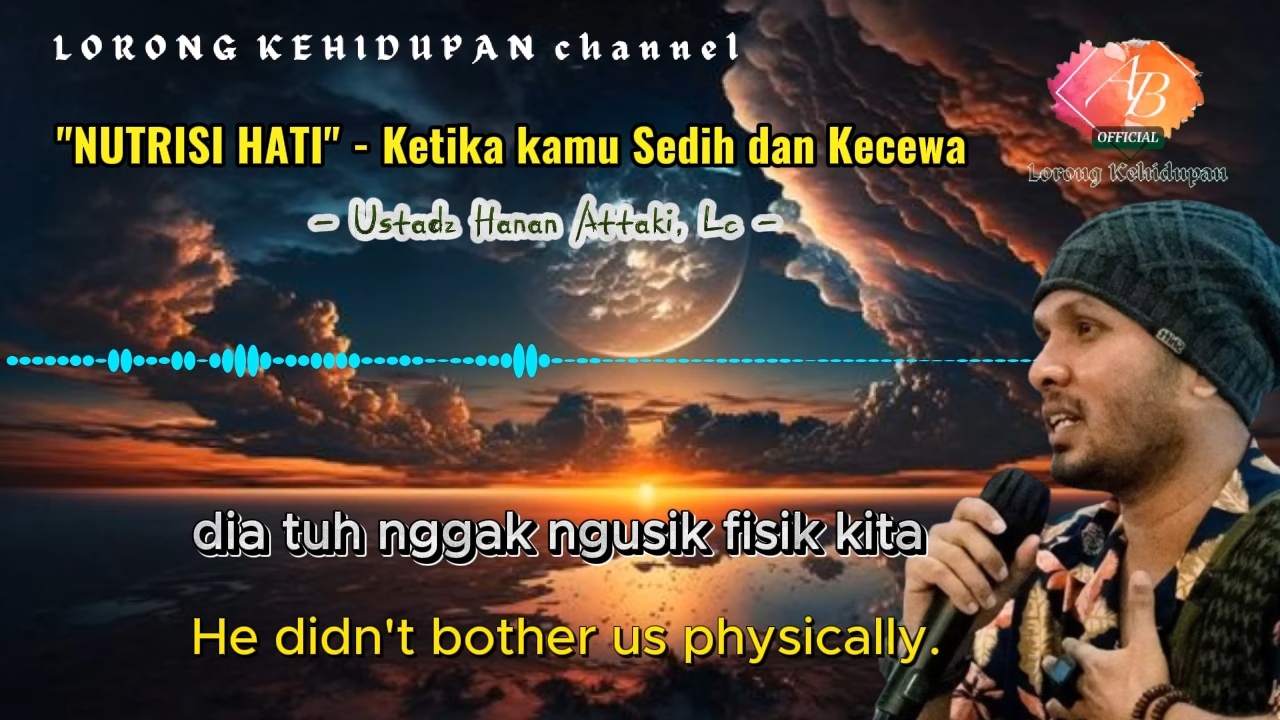 LORONG KEHIDUPAN channel
AB
OFFICIAL
Lorong Kehidupan
"NUTRISI HATI" - Ketika kamu Sedih dan Kecewa
- Ustadz Hanan Attaki, Lc -
dia tuh nggak ngusik fisik kita
He didn't bother us physically.